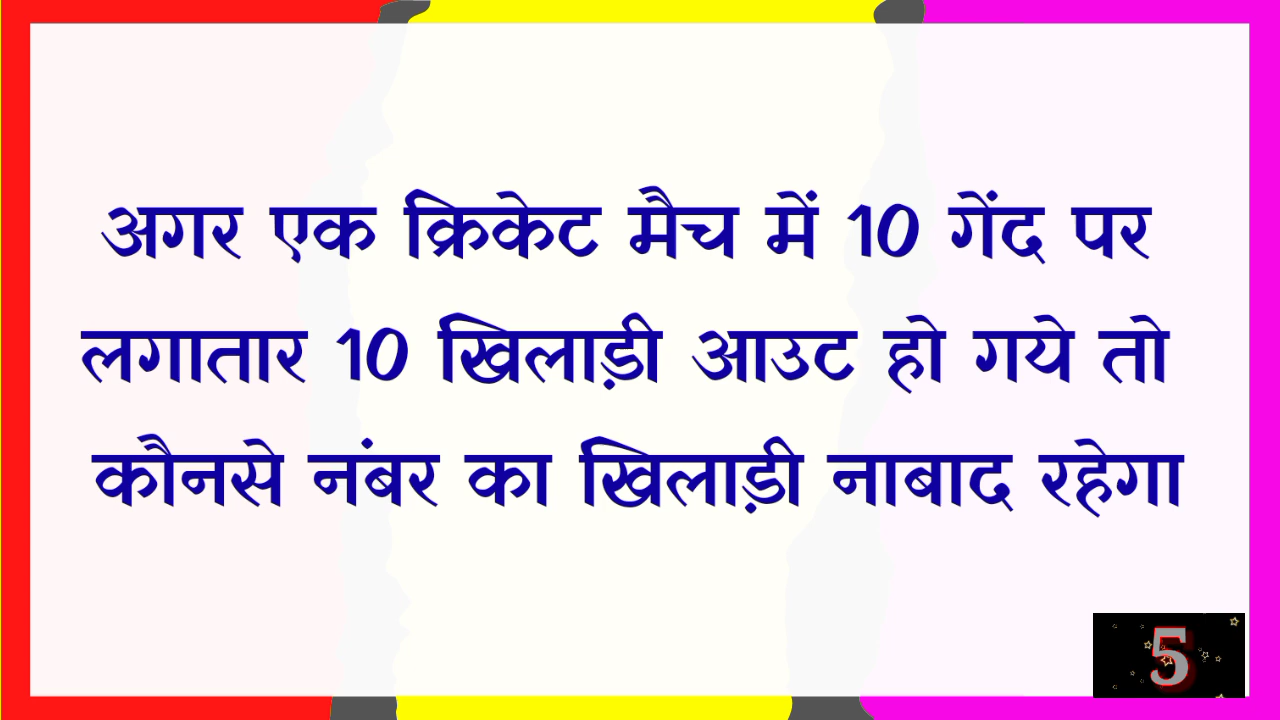 अगर एक क्रिकेट मैच में 10 गेंद पर
लगातार 10 खिलाड़ी आउट हो गये तो
कौनसे नंबर का खिलाड़ी नाबाद रहेगा
5